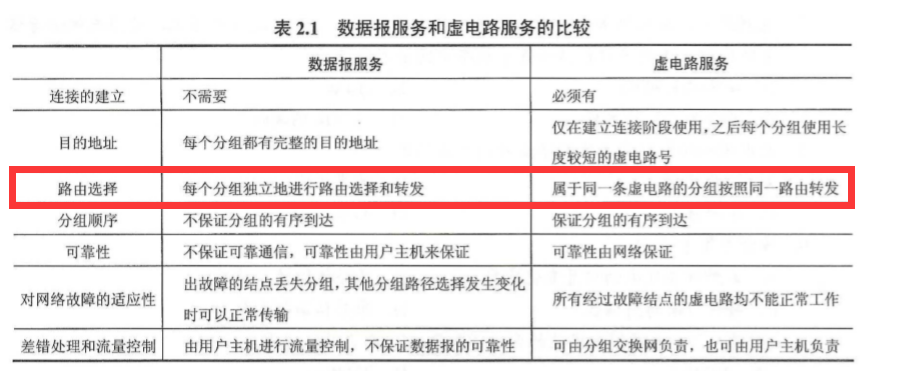 表 2.1 数据报服务和虚电路服务的比较
数据报服务 虚电路服务
连接的建立 不需要 必须有
目的地址 每个分组都有完整的目的地址 仅在建立连接阶段使用，之后每个分组使用长
度较短的虚电路号
路由选择 每个分组独立地进行路由选择和转发 属于同一条虚电路的分组按照同一路由转发
分组顺序 不保证分组的有序到达 保证分组的有序到达
可靠性 不保证可靠通信，可靠性由用户主机来保证 可靠性由网络保证
对网络故障的适应性 出故障的结点丢失分组，其他分组路径选择发生变化
时可以正常传输 所有经过故障结点的虚电路均不能正常工作
差错处理和流量控制 由用户主机进行流量控制，不保证数据报的可靠性 可由分组交换网负责，也可由用户主机负责